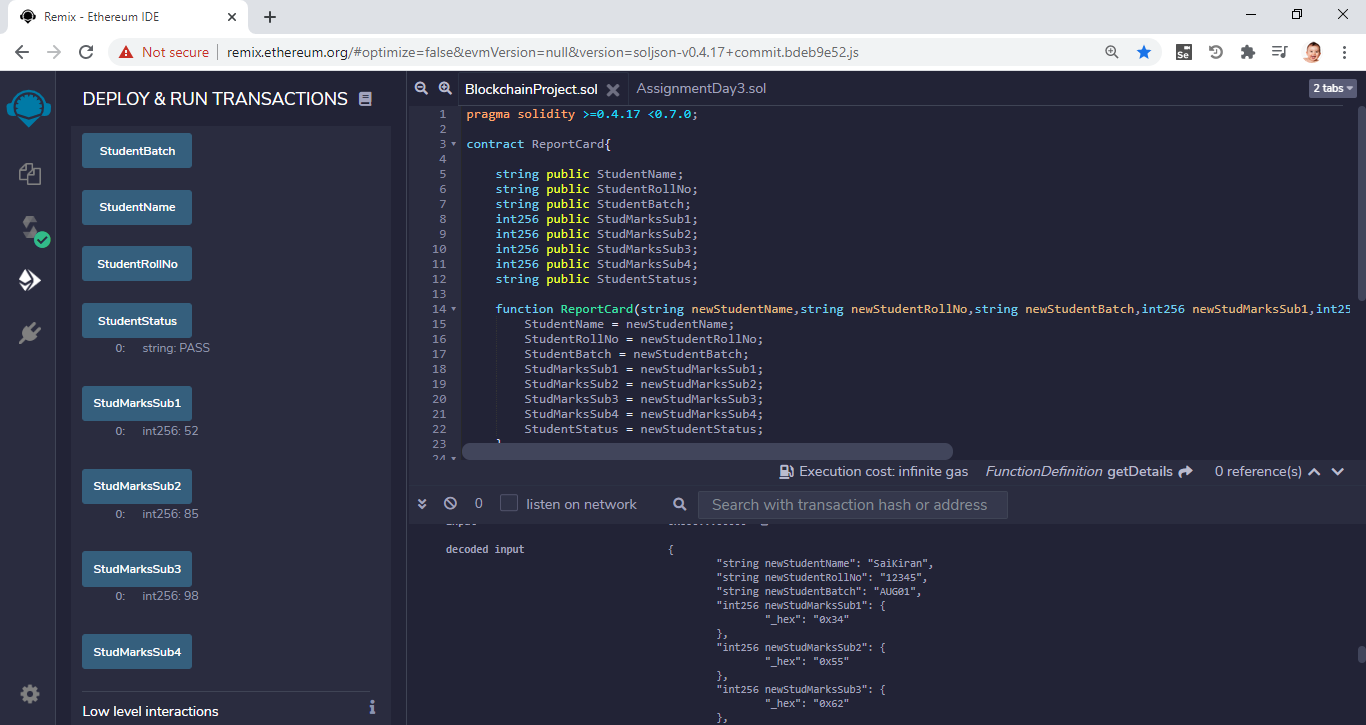 Remix - Ethereum IDE
Not secure
remix.ethereum.org/#optimize=false&evmVersion=null&version=soljson-v0.4.17+commit.bdeb9e52.js
Se
DEPLOY & RUN TRANSACTIONS
StudentBatch
StudentName
StudentRollNo
StudentStatus
0: string: PASS
StudMarksSub1
0: int256: 52
StudMarksSub2
0: int256: 85
StudMarksSub3
0: int256: 98
StudMarksSub4
Low level interactions
BlockchainProject.sol
AssignmentDay3.sol
2 tabs
1 pragma solidity >=0.4.17 <0.7.0;
2
3 contract ReportCard{
4
5 string public StudentName;
6 string public StudentRollNo;
7 string public StudentBatch;
8 int256 public StudMarksSub1;
9 int256 public StudMarksSub2;
10 int256 public StudMarksSub3;
11 int256 public StudMarksSub4;
12 string public StudentStatus;
13
14 function ReportCard(string newStudentName,string newStudentRollNo,string newStudentBatch,int256 newStudMarksSub1,int25
15 StudentName = newStudentName;
16 StudentRollNo = newStudentRollNo;
17 StudentBatch = newStudentBatch;
18 StudMarksSub1 = newStudMarksSub1;
19 StudMarksSub2 = newStudMarksSub2;
20 StudMarksSub3 = newStudMarksSub3;
21 StudMarksSub4 = newStudMarksSub4;
22 StudentStatus = newStudentStatus;
23 }
24
Execution cost: infinite gas FunctionDefinition getDetails 0 reference(s)
0 listen on network
Search with transaction hash or address
decoded input {
"string newStudentName": "SaiKiran",
"string newStudentRollNo": "12345",
"string newStudentBatch": "AUG01",
"int256 newStudMarksSub1": {
"_hex": "0x34"
},
"int256 newStudMarksSub2": {
"_hex": "0x55"
},
"int256 newStudMarksSub3": {
"_hex": "0x62"
},